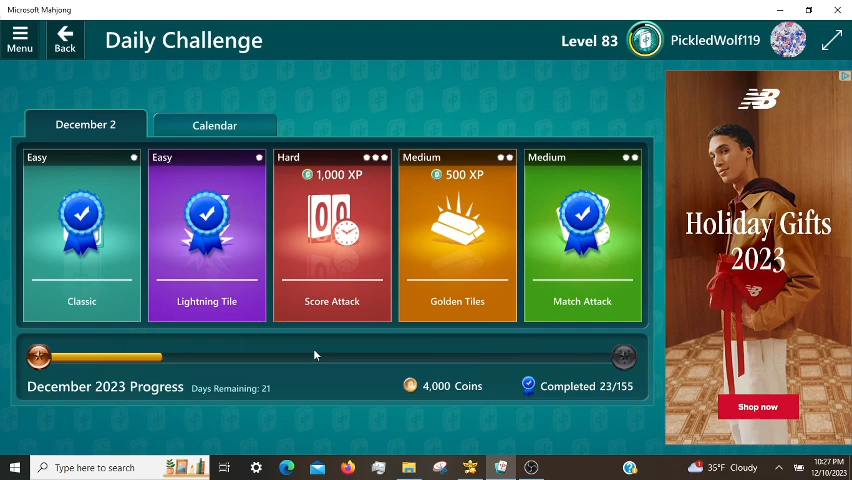 Microsoft Mahjong
Menu
Back
Daily Challenge
Level 83
PickledWolf119
December 2
Calendar
Easy
Classic
Easy
Lightning Tile
Hard
1,000 XP
00
Score Attack
Medium
500 XP
Golden Tiles
Medium
Match Attack
December 2023 Progress
Days Remaining: 21
4,000 Coins
Completed 23/155
NB
Holiday Gifts
2023
NB
Shop now
Type here to search
35°F Cloudy
10:27 PM
12/10/2023